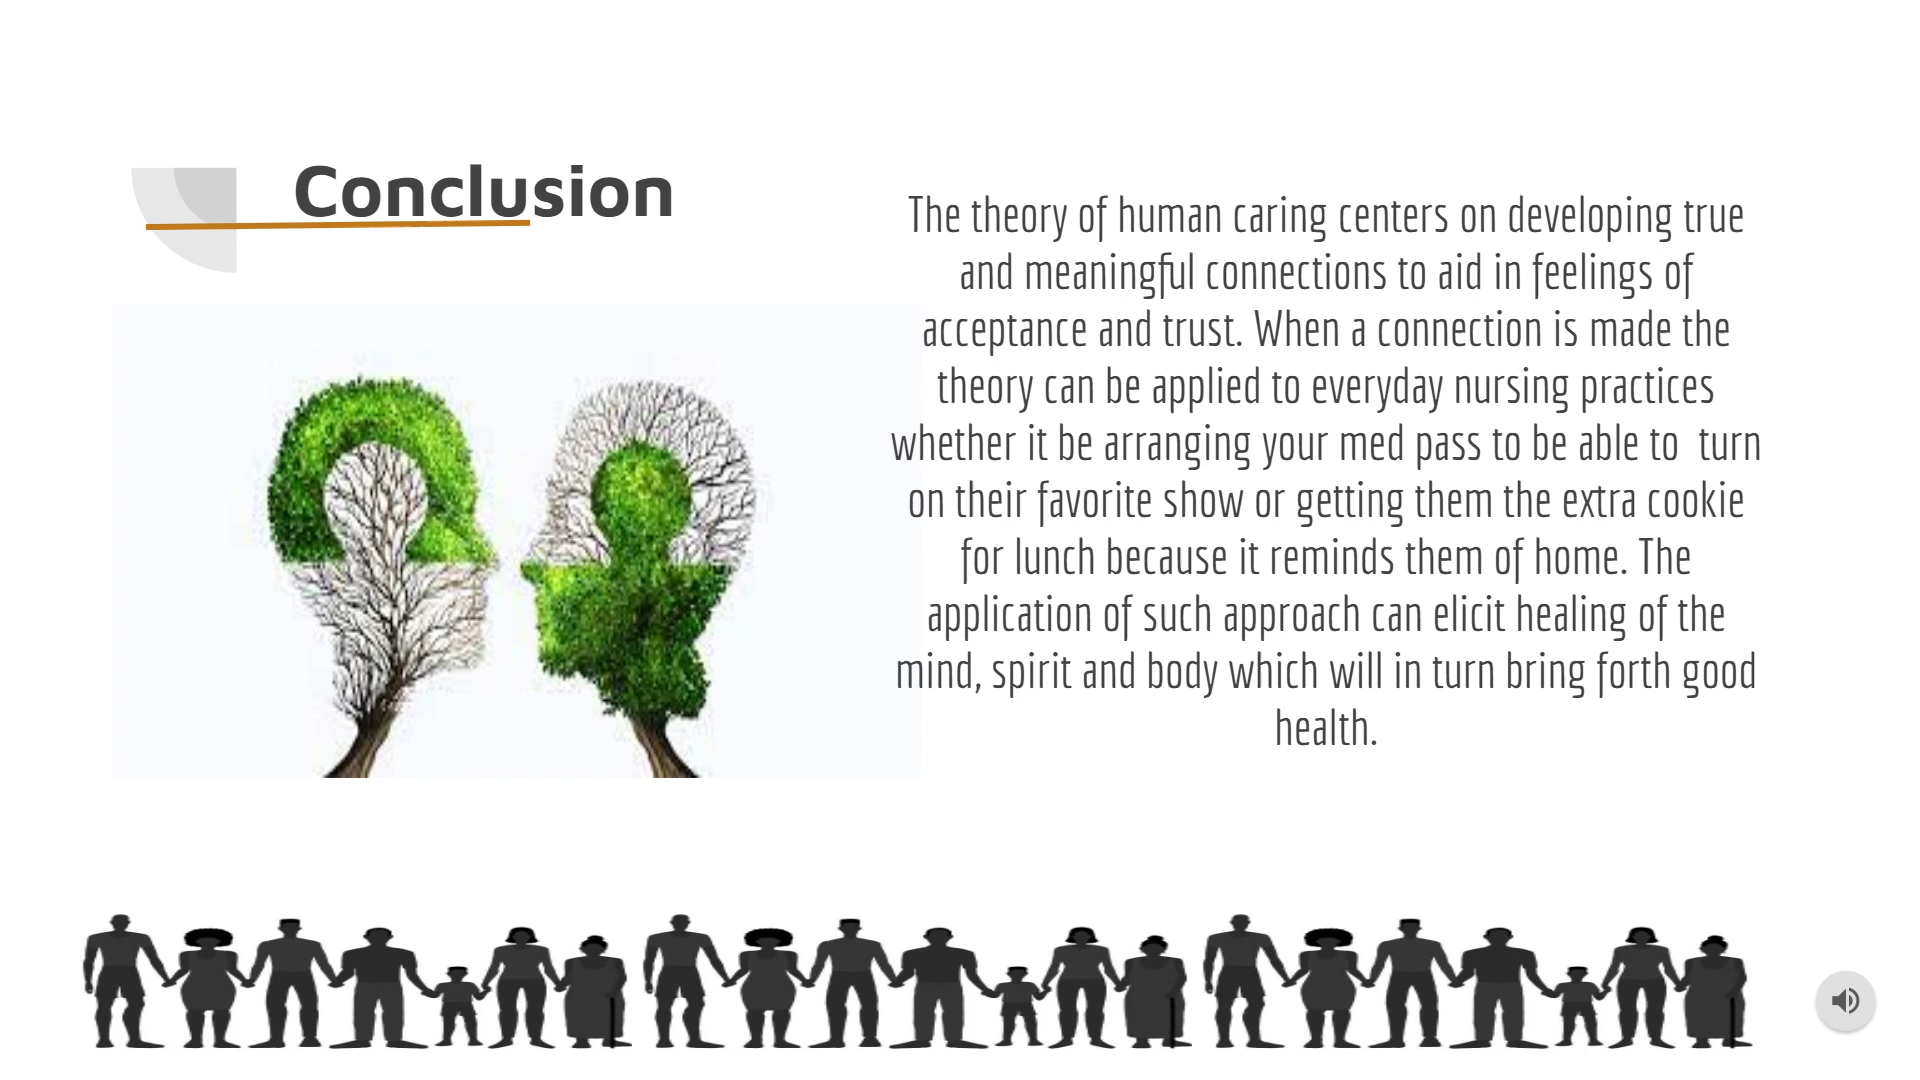 Conclusion
The theory of human caring centers on developing true
and meaningful connections to aid in feelings of
acceptance and trust. When a connection is made the
theory can be applied to everyday nursing practices
whether it be arranging your med pass to be able to  turn
on their favorite show or getting them the extra cookie
for lunch because it reminds them of home. The
application of such approach can elicit healing of the
mind, spirit and body which will in turn bring forth good
health.